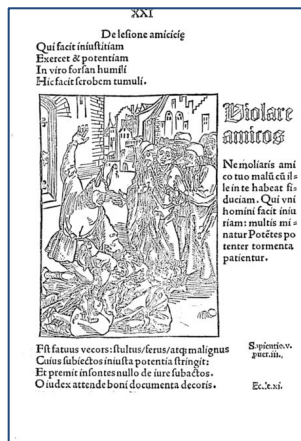 XXI
De lesione amicicię
Qui facit iniustitiam
Exercet & potentiam
In viro forsan humili
Hic facit scrobem tumuli.
Violare
amicos
Ne moliaris ami
co tuo malū cū il=
le in te habeat fi=
duciam. Qui vni
homini facit iniu
riam: multis mi=
natur Potētes po
tenter tormenta
patientur.
Est fatuus vecors: stultus/ferus/atq; malignus
Cuius subiectos iniusta potentia stringit:
Et premit insontes nullo de iure subactos.
O iudex attende boni documenta decoris.
Sapientie.v.
puer.iii.
Ec.le.xi.